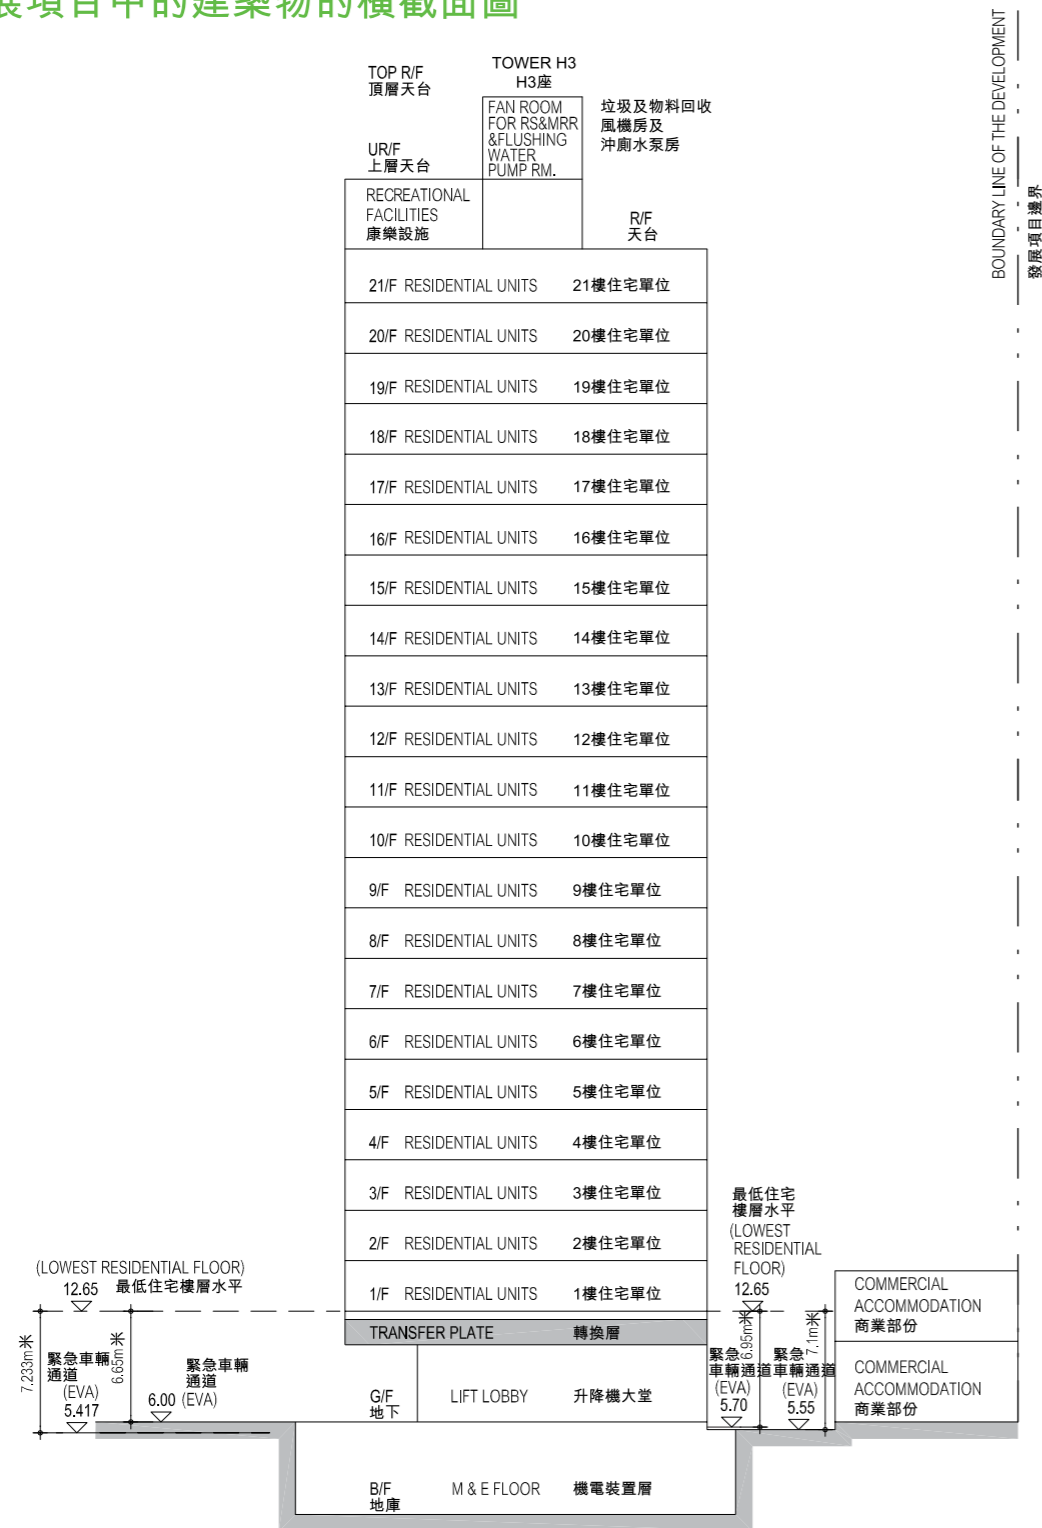 展項目中的建築物的橫截面圖
TOWER H3
H3座
TOP R/F
頂層天台
FAN ROOM
FOR RS&MRR
&FLUSHING
WATER
PUMP RM.
垃圾及物料回收
風機房及
沖廁水泵房
UR/F
上層天台
RECREATIONAL
FACILITIES
康樂設施
R/F
天台
BOUNDARY LINE OF THE DEVELOPMENT
發展項目邊界
21/F RESIDENTIAL UNITS 21樓住宅單位
20/F RESIDENTIAL UNITS 20樓住宅單位
19/F RESIDENTIAL UNITS 19樓住宅單位
18/F RESIDENTIAL UNITS 18樓住宅單位
17/F RESIDENTIAL UNITS 17樓住宅單位
16/F RESIDENTIAL UNITS 16樓住宅單位
15/F RESIDENTIAL UNITS 15樓住宅單位
14/F RESIDENTIAL UNITS 14樓住宅單位
13/F RESIDENTIAL UNITS 13樓住宅單位
12/F RESIDENTIAL UNITS 12樓住宅單位
11/F RESIDENTIAL UNITS 11樓住宅單位
10/F RESIDENTIAL UNITS 10樓住宅單位
9/F RESIDENTIAL UNITS 9樓住宅單位
8/F RESIDENTIAL UNITS 8樓住宅單位
7/F RESIDENTIAL UNITS 7樓住宅單位
6/F RESIDENTIAL UNITS 6樓住宅單位
5/F RESIDENTIAL UNITS 5樓住宅單位
4/F RESIDENTIAL UNITS 4樓住宅單位
3/F RESIDENTIAL UNITS 3樓住宅單位
2/F RESIDENTIAL UNITS 2樓住宅單位
1/F RESIDENTIAL UNITS 1樓住宅單位
TRANSFER PLATE 轉換層
G/F
地下
LIFT LOBBY 升降機大堂
B/F
地庫
M & E FLOOR 機電裝置層
(LOWEST RESIDENTIAL FLOOR)
12.65 最低住宅樓層水平
7.233m米
緊急車輛
通道
(EVA)
5.417
6.65m米
緊急車輛
通道
6.00 (EVA)
最低住宅
樓層水平
(LOWEST
RESIDENTIAL
FLOOR)
12.65
6.95m米
緊急
車輛通道
(EVA)
5.70
7.1m米
緊急
車輛通道
(EVA)
5.55
COMMERCIAL
ACCOMMODATION
商業部份
COMMERCIAL
ACCOMMODATION
商業部份